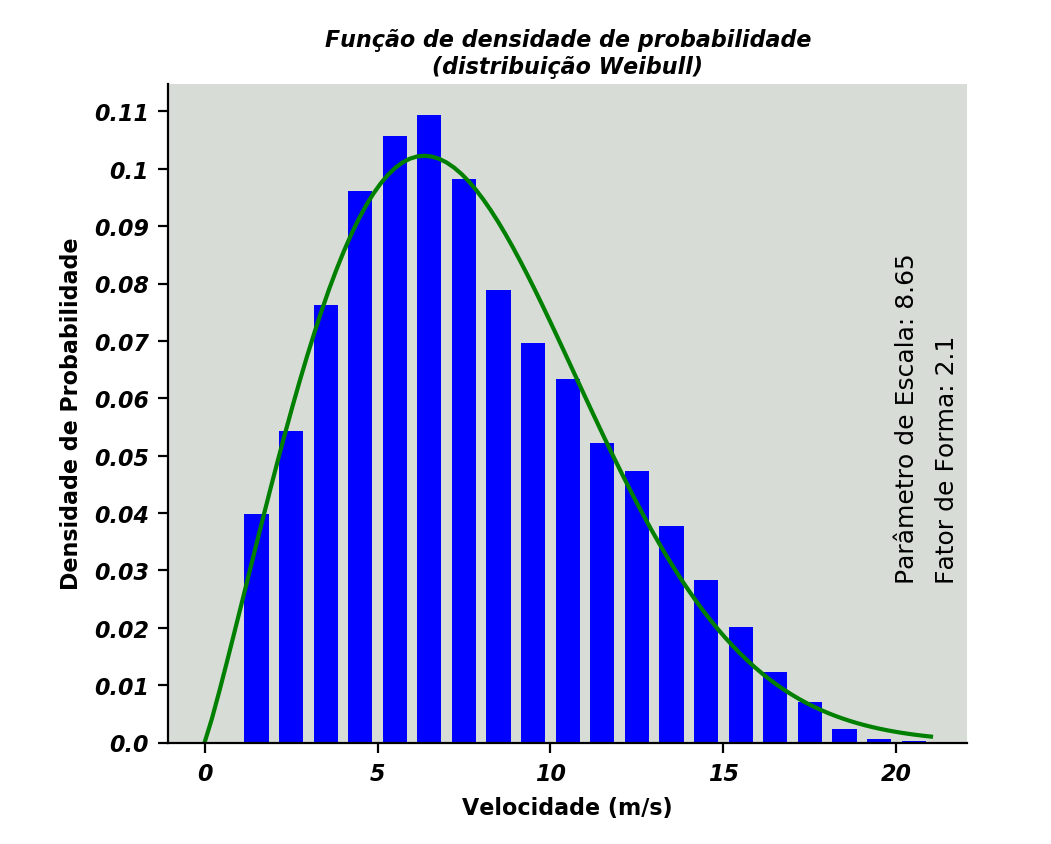 Função de densidade de probabilidade
(distribuição Weibull)
Densidade de Probabilidade
0.11
0.1
0.09
0.08
0.07
0.06
0.05
0.04
0.03
0.02
0.01
0.0
Parâmetro de Escala: 8.65
Fator de Forma: 2.1
0 5 10 15 20
Velocidade (m/s)